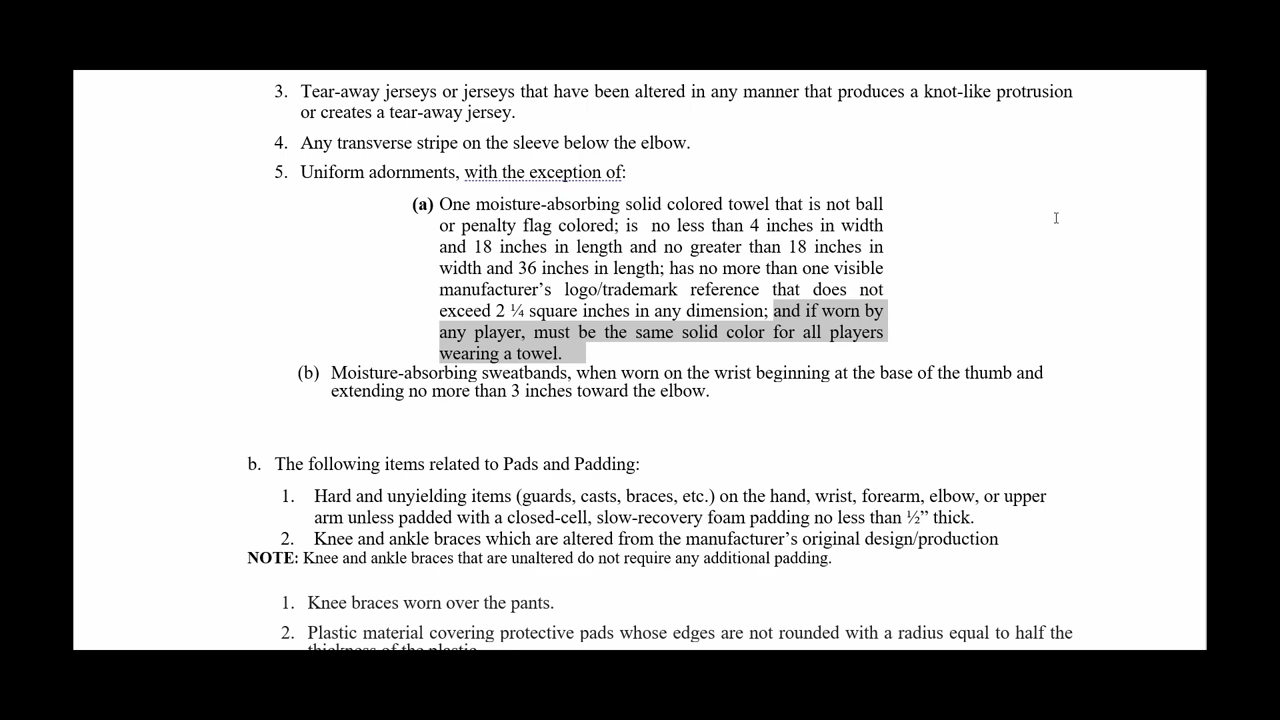 3. Tear-away jerseys or jerseys that have been altered in any manner that produces a knot-like protrusion
or creates a tear-away jersey.
4. Any transverse stripe on the sleeve below the elbow.
5. Uniform adornments, with the exception of:
(a) One moisture-absorbing solid colored towel that is not ball
or penalty flag colored; is no less than 4 inches in width
and 18 inches in length and no greater than 18 inches in
width and 36 inches in length; has no more than one visible
manufacturer’s logo/trademark reference that does not
exceed 2 ¼ square inches in any dimension; and if worn by
any player, must be the same solid color for all players
wearing a towel.
(b) Moisture-absorbing sweatbands, when worn on the wrist beginning at the base of the thumb and
extending no more than 3 inches toward the elbow.
b. The following items related to Pads and Padding:
1. Hard and unyielding items (guards, casts, braces, etc.) on the hand, wrist, forearm, elbow, or upper
arm unless padded with a closed-cell, slow-recovery foam padding no less than ½” thick.
2. Knee and ankle braces which are altered from the manufacturer’s original design/production
NOTE: Knee and ankle braces that are unaltered do not require any additional padding.
1. Knee braces worn over the pants.
2. Plastic material covering protective pads whose edges are not rounded with a radius equal to half the
thickness of the plastic